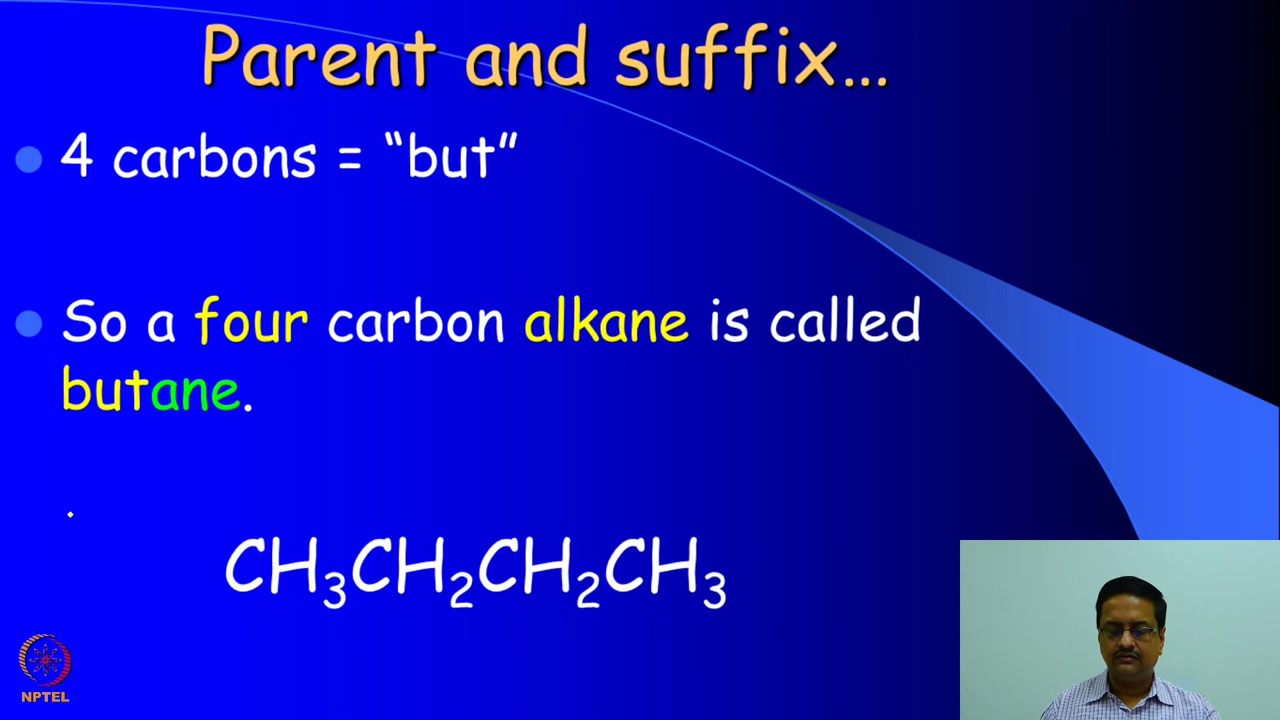 Parent and suffix...
4 carbons = “but”
So a four carbon alkane is called
butane.
CH₃CH₂CH₂CH₃
NPTEL